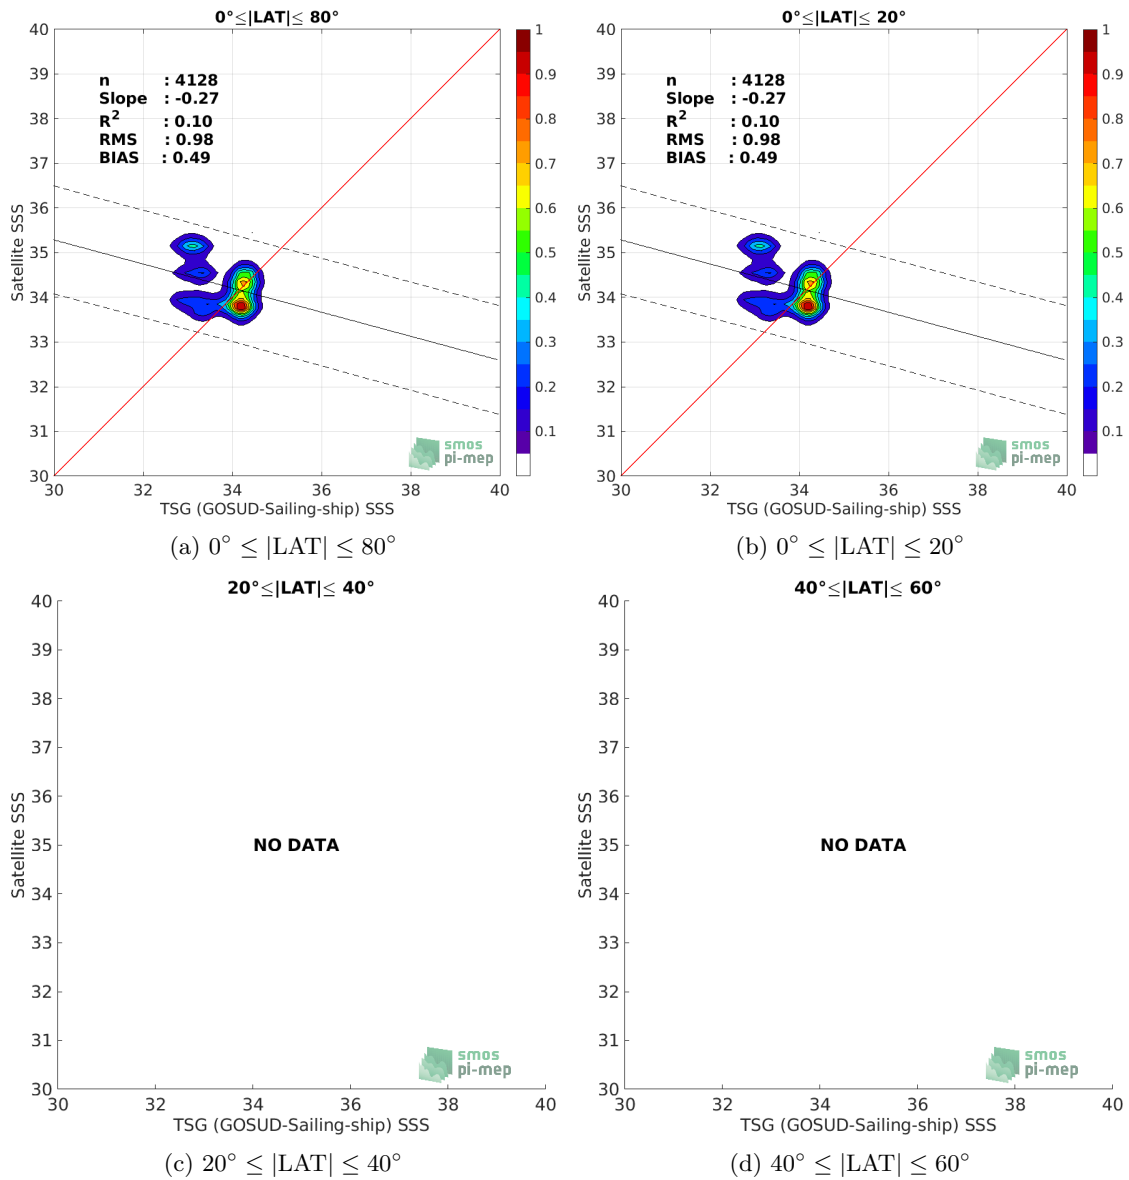 0°≤|LAT|≤ 80°
40
39
38
37
36
35
34
33
32
31
30
Satellite SSS
n : 4128
Slope : -0.27
R2 : 0.10
RMS : 0.98
BIAS : 0.49
1
0.9
0.8
0.7
0.6
0.5
0.4
0.3
0.2
0.1
smos
pi-mep
30 32 34 36 38 40
TSG (GOSUD-Sailing-ship) SSS
(a) 0° ≤ |LAT| ≤ 80°
0°≤|LAT|≤ 20°
40
39
38
37
36
35
34
33
32
31
30
Satellite SSS
n : 4128
Slope : -0.27
R2 : 0.10
RMS : 0.98
BIAS : 0.49
1
0.9
0.8
0.7
0.6
0.5
0.4
0.3
0.2
0.1
smos
pi-mep
30 32 34 36 38 40
TSG (GOSUD-Sailing-ship) SSS
(b) 0° ≤ |LAT| ≤ 20°
20°≤|LAT|≤ 40°
40
39
38
37
36
35
34
33
32
31
30
Satellite SSS
NO DATA
smos
pi-mep
30 32 34 36 38 40
TSG (GOSUD-Sailing-ship) SSS
(c) 20° ≤ |LAT| ≤ 40°
40°≤|LAT|≤ 60°
40
39
38
37
36
35
34
33
32
31
30
Satellite SSS
NO DATA
smos
pi-mep
30 32 34 36 38 40
TSG (GOSUD-Sailing-ship) SSS
(d) 40° ≤ |LAT| ≤ 60°